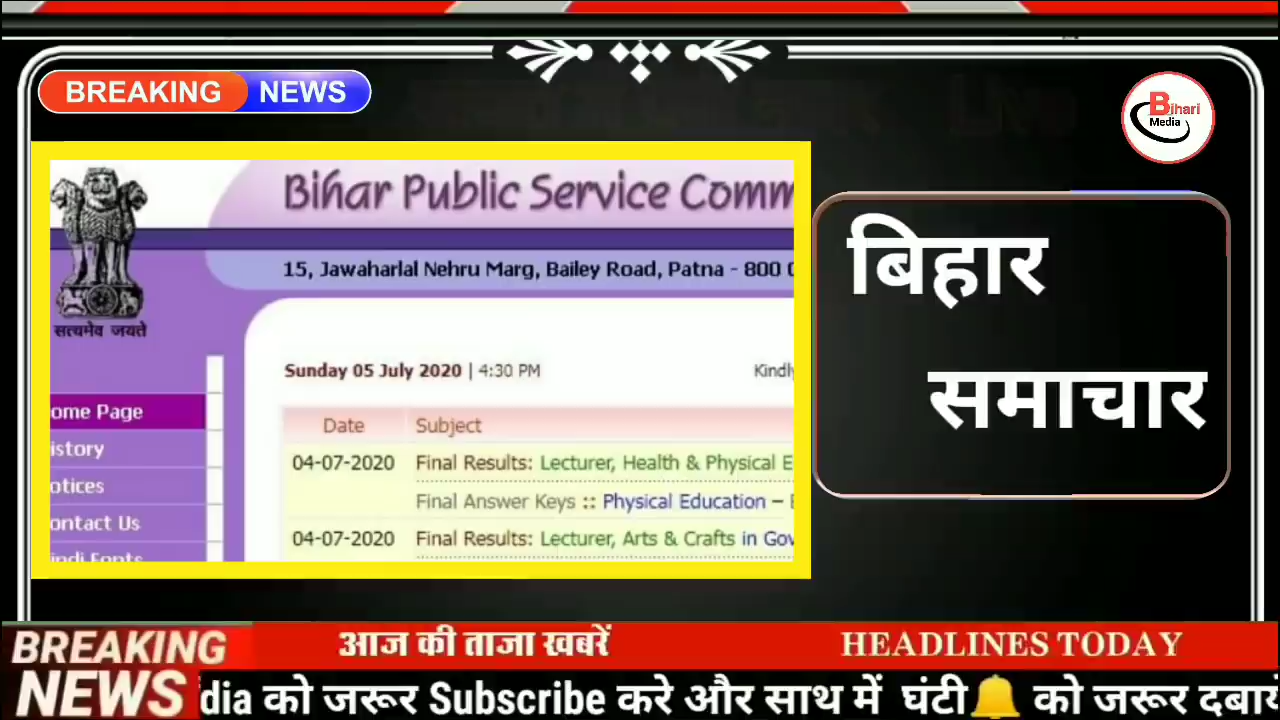 BREAKING NEWS
Bihari
Media
Bihar Public Service Comm
15, Jawaharlal Nehru Marg, Bailey Road, Patna - 800
सत्यमेव जयते
Sunday 05 July 2020 | 4:30 PM
Kindly
ome Page
istory
otices
ontact Us
indi Fonts
Date Subject
04-07-2020 Final Results: Lecturer, Health & Physical E
Final Answer Keys :: Physical Education –
04-07-2020 Final Results: Lecturer, Arts & Crafts in Gov
बिहार
समाचार
BREAKING
NEWS
आज की ताजा खबरें
HEADLINES TODAY
dia को जरूर Subscribe करे और साथ में घंटी🔔 को जरूर दबायें